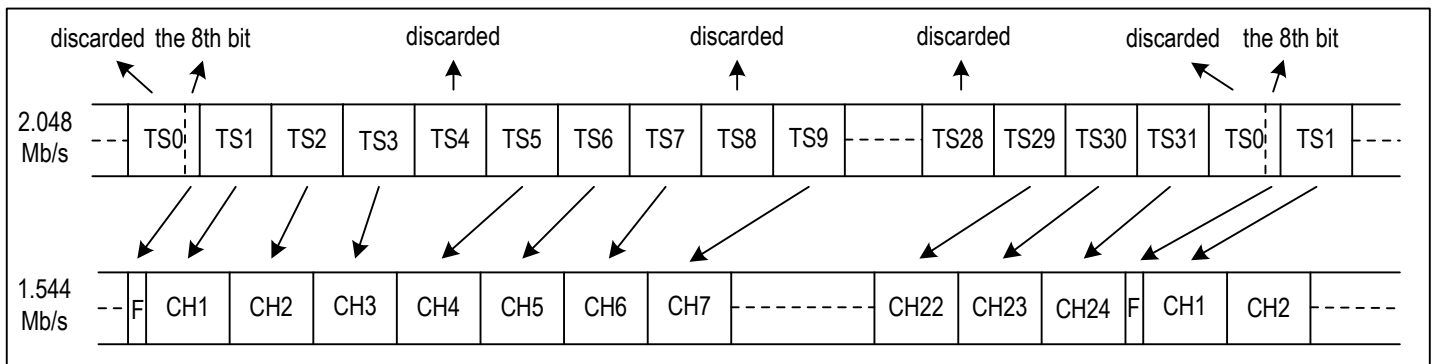 discarded the 8th bit discarded discarded discarded discarded the 8th bit
2.048 Mb/s TS0 TS1 TS2 TS3 TS4 TS5 TS6 TS7 TS8 TS9 TS28 TS29 TS30 TS31 TS0 TS1
1.544 Mb/s F CH1 CH2 CH3 CH4 CH5 CH6 CH7 CH22 CH23 CH24 F CH1 CH2